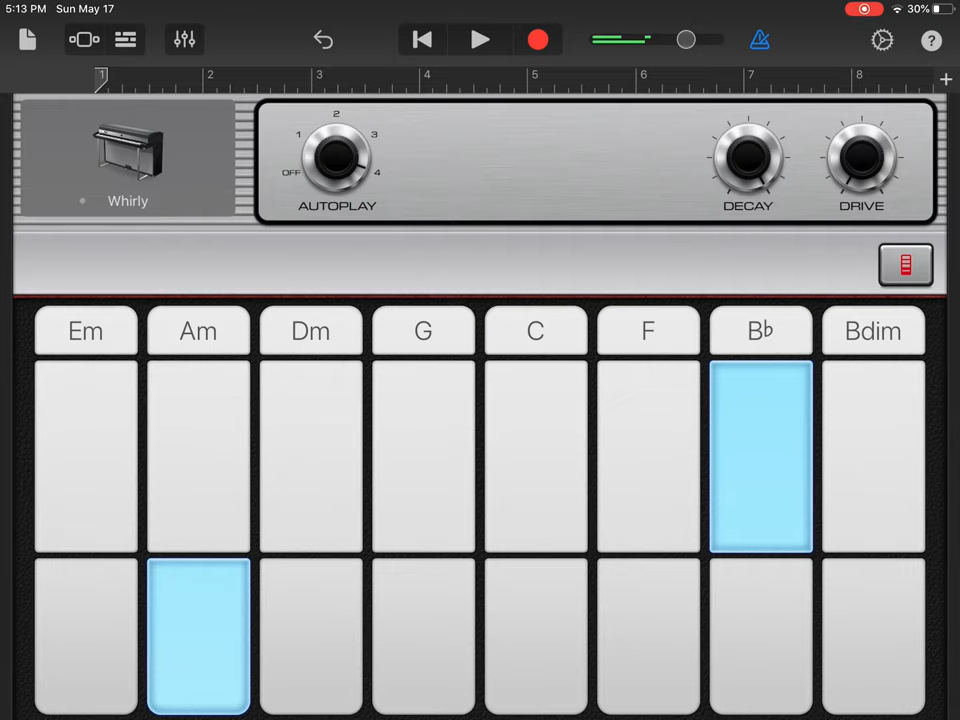 5:13 PM Sun May 17 30%
?
1 2 3 4 5 6 7 8 +
Whirly
OFF 1 2 3 4
AUTOPLAY DECAY DRIVE
Em Am Dm G C F B♭ Bdim